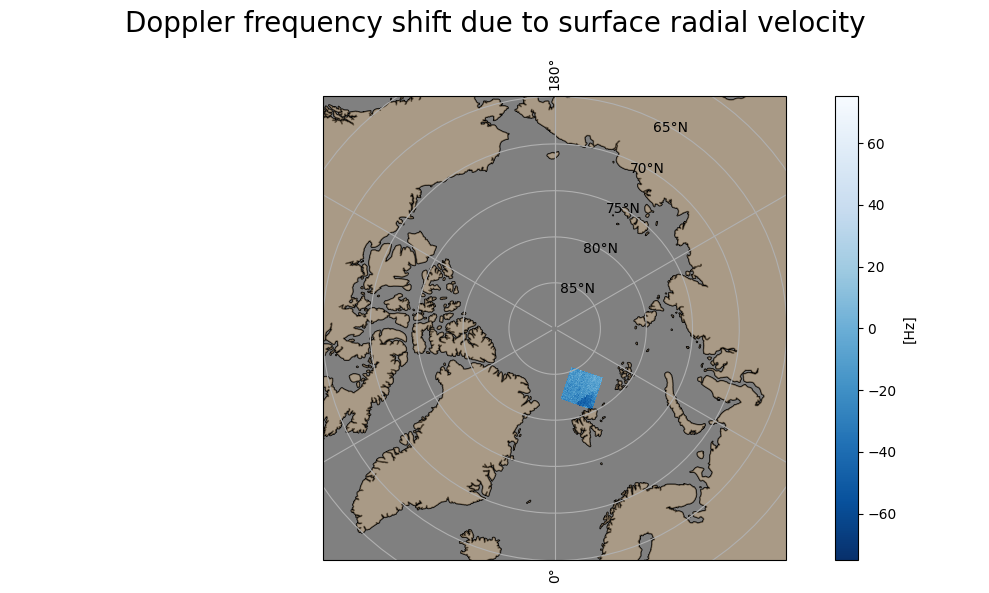 Doppler frequency shift due to surface radial velocity
180°
65°N
70°N
75°N
80°N
85°N
0°
60
40
20
0
−20
−40
−60
[Hz]